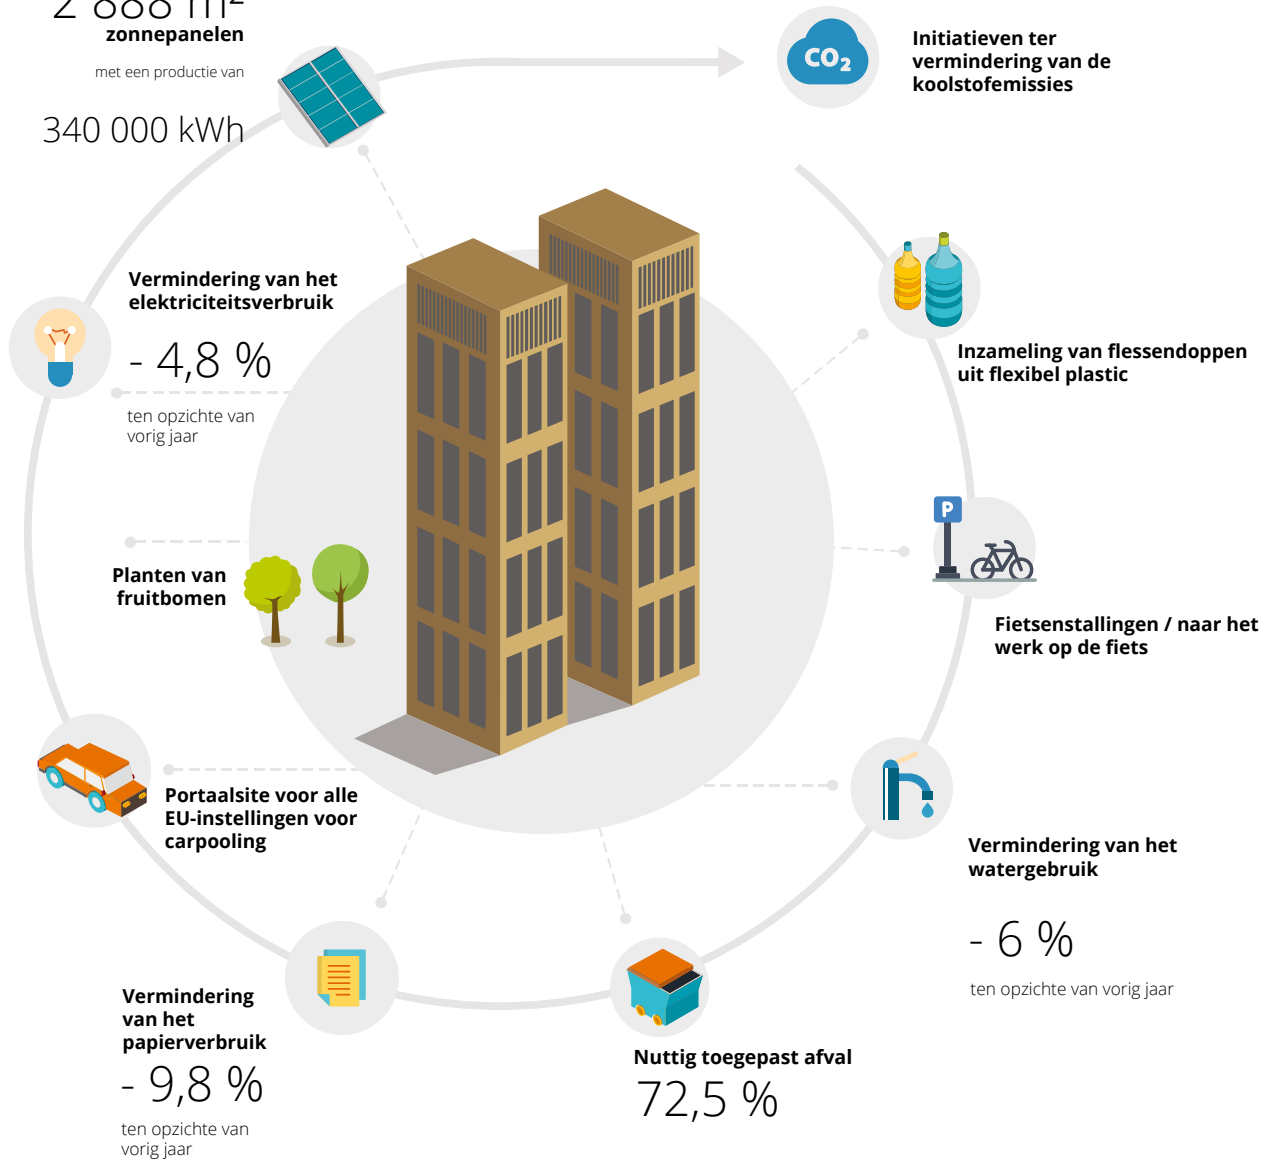 2 888 m²
zonnepanelen
met een productie van
340 000 kWh
CO₂
Initiatieven ter
vermindering van de
koolstofemissies
Vermindering van het
elektriciteitsverbruik
- 4,8 %
ten opzichte van
vorig jaar
Inzameling van flessendoppen
uit flexibel plastic
P
Fietsenstallingen / naar het
werk op de fiets
Planten van
fruitbomen
Portaalsite voor alle
EU-instellingen voor
carpooling
Vermindering van het
watergebruik
- 6 %
ten opzichte van vorig jaar
Vermindering
van het
papierverbruik
- 9,8 %
ten opzichte van
vorig jaar
Nuttig toegepast afval
72,5 %